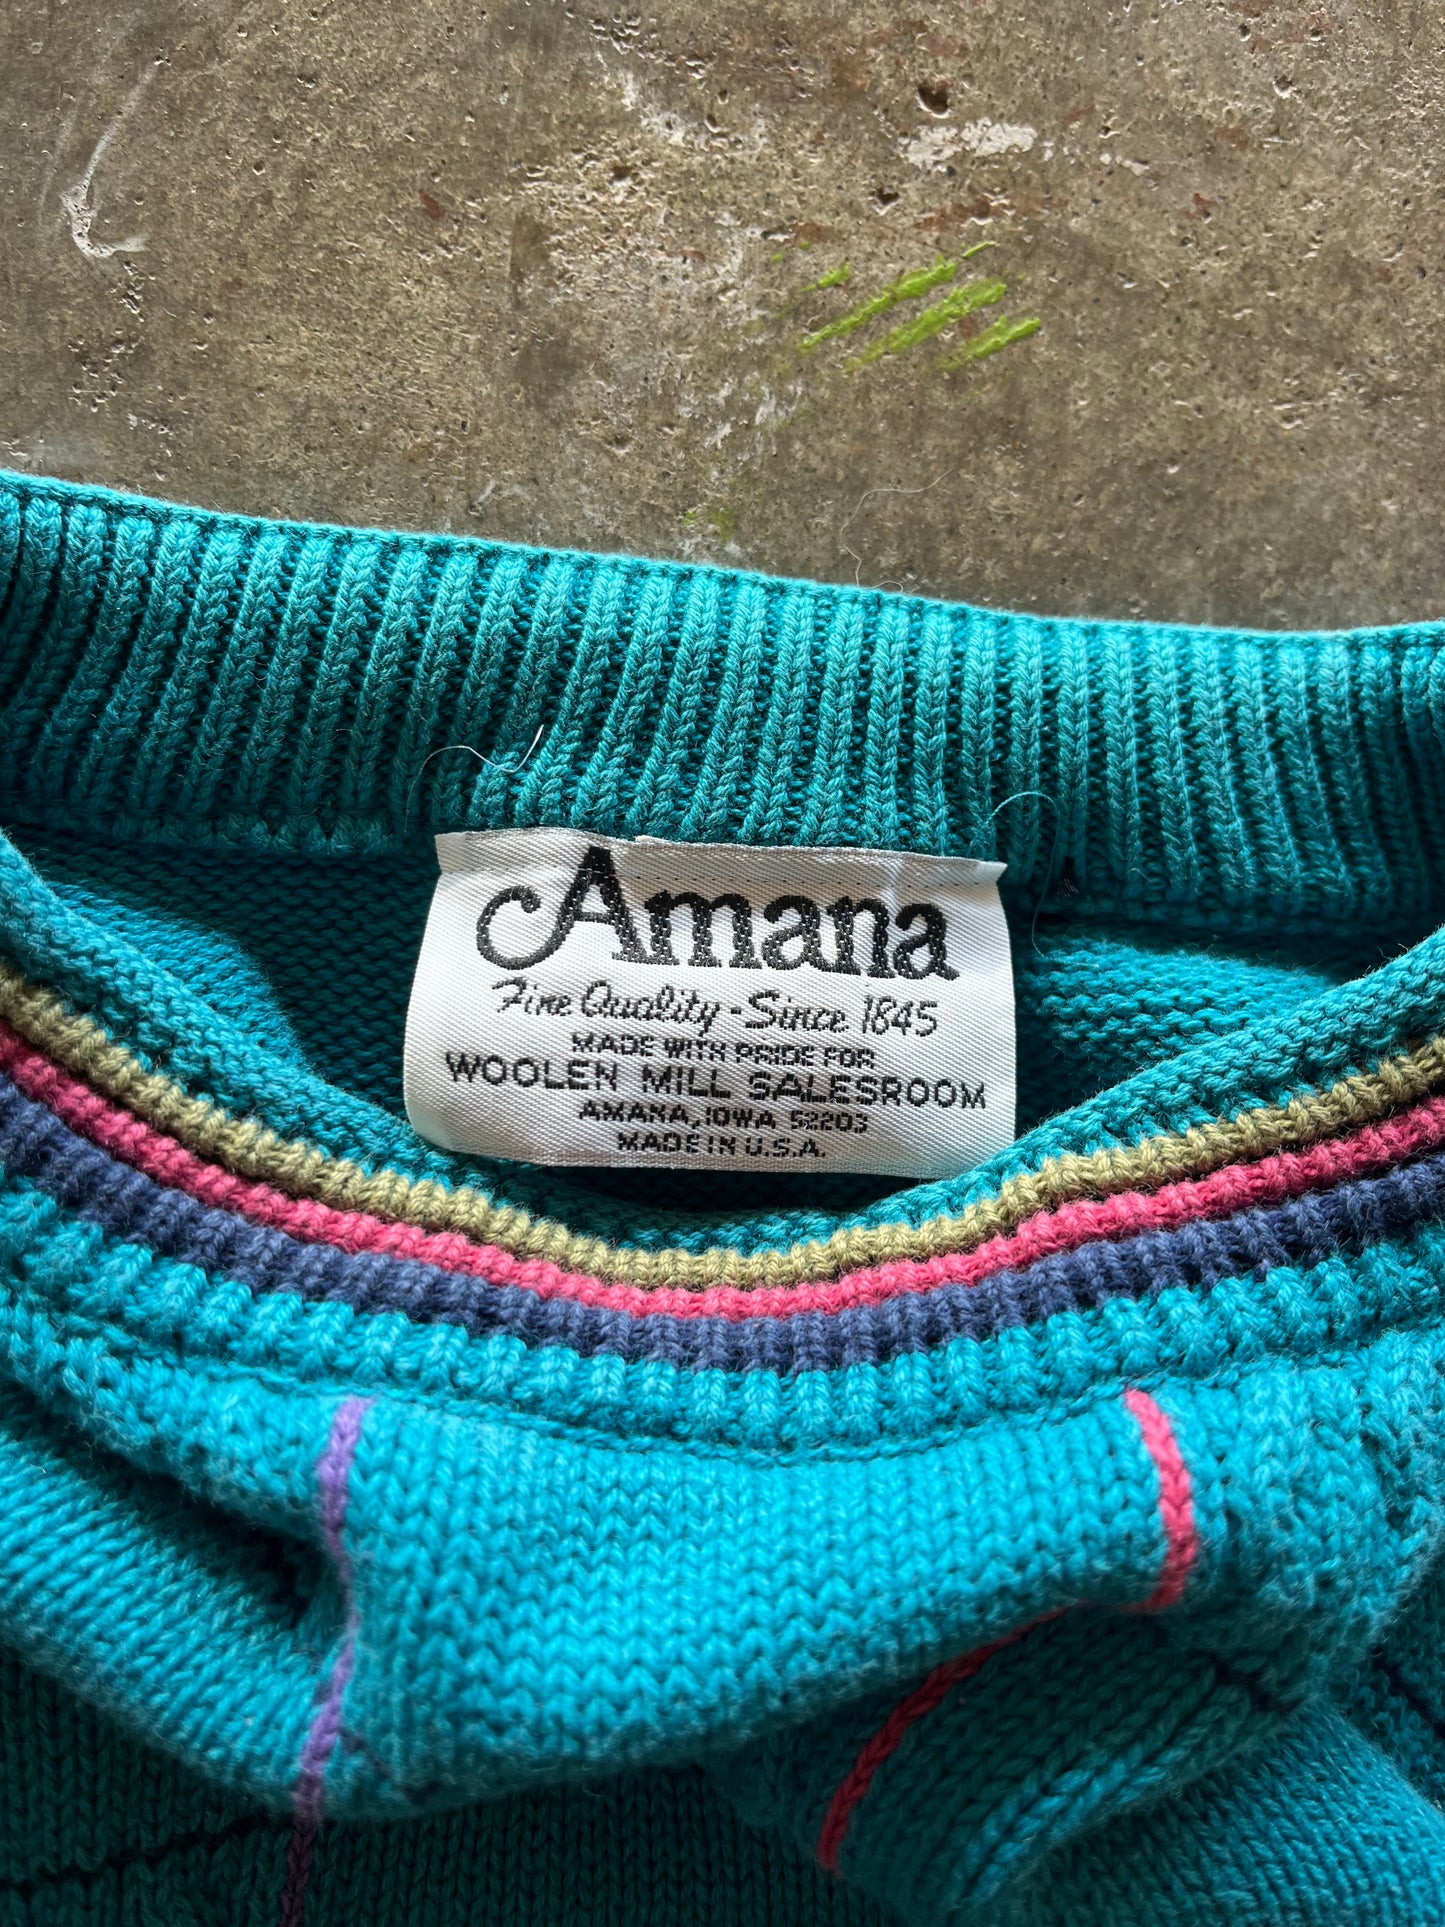 Amana
Fine Quality - Since 1845
MADE WITH PRIDE FOR
WOOLEN MILL SALESROOM
AMANA, IOWA 52203
MADE IN U.S.A.